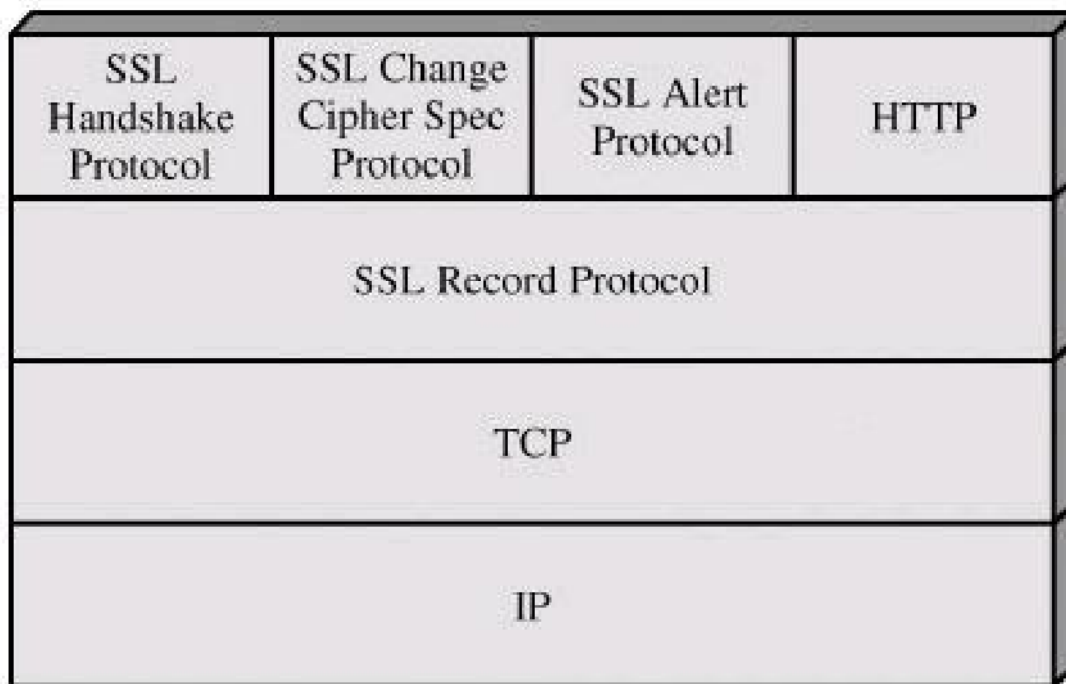 SSL
Handshake
Protocol
SSL Change
Cipher Spec
Protocol
SSL Alert
Protocol
HTTP
SSL Record Protocol
TCP
IP